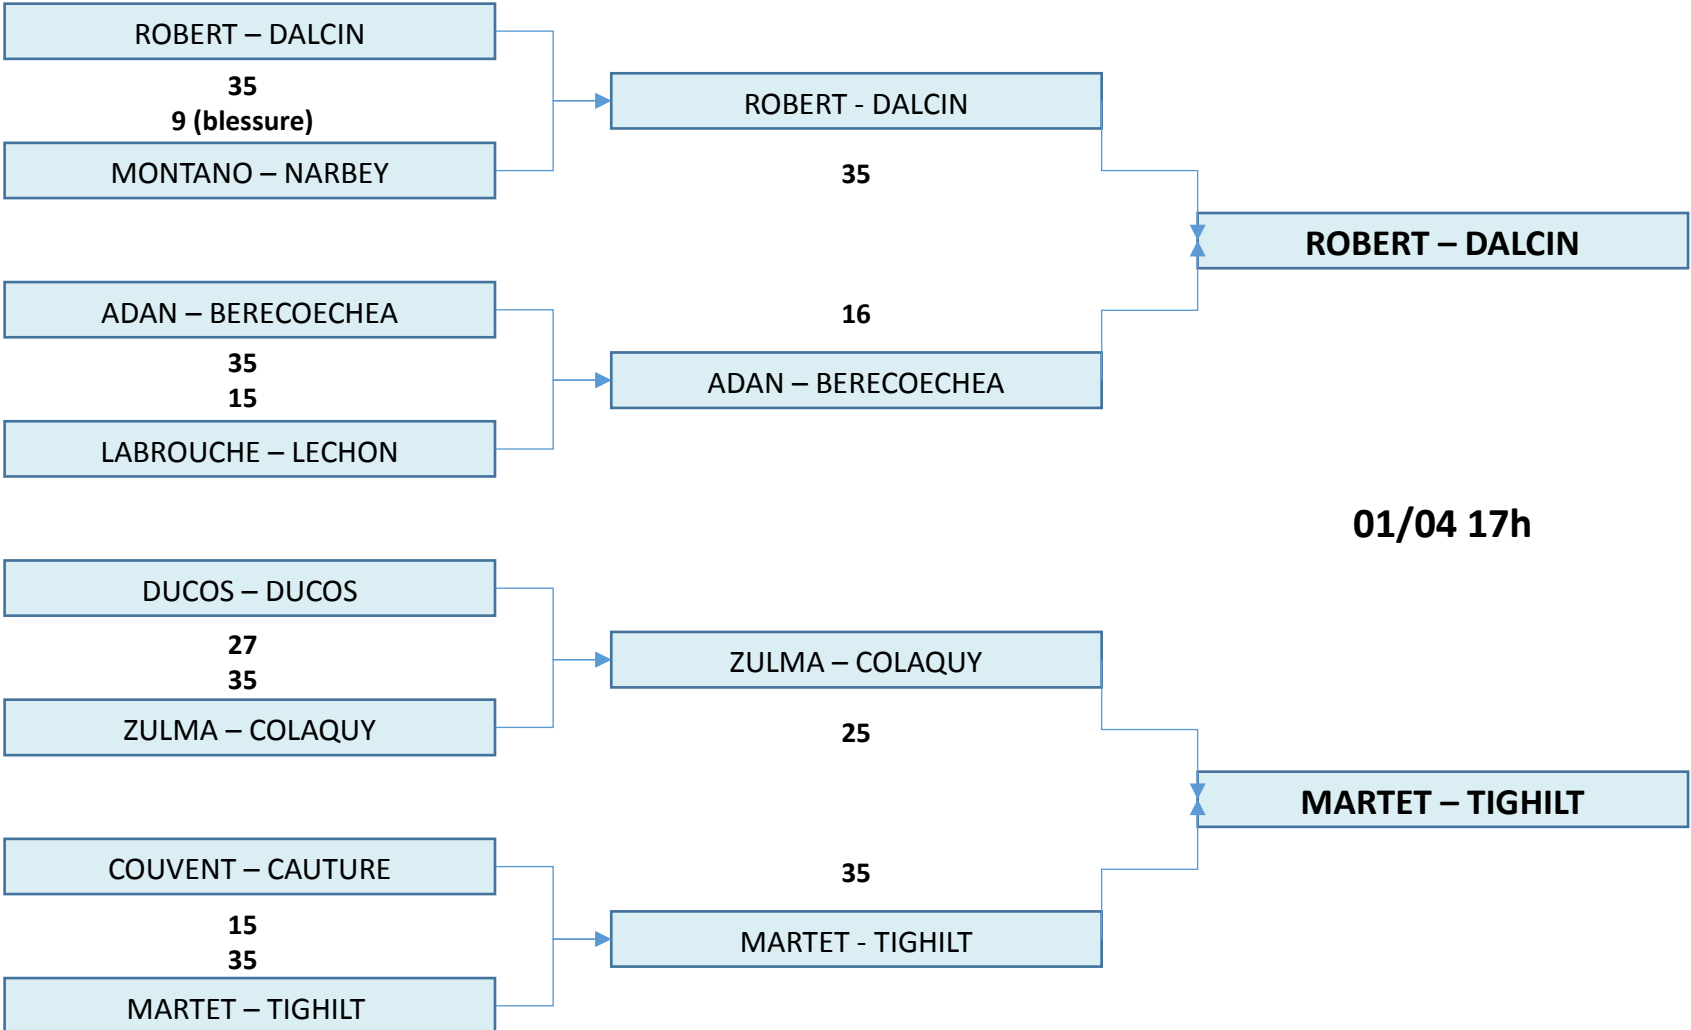 ROBERT – DALCIN
35
9 (blessure)
MONTANO – NARBEY
ADAN – BERECOECHEA
35
15
LABROUCHE – LECHON
DUCOS – DUCOS
27
35
ZULMA – COLAQUY
COUVENT – CAUTURE
15
35
MARTET – TIGHILT
ROBERT - DALCIN
35
16
ADAN – BERECOECHEA
ZULMA – COLAQUY
25
35
MARTET - TIGHILT
ROBERT – DALCIN
01/04 17h
MARTET – TIGHILT